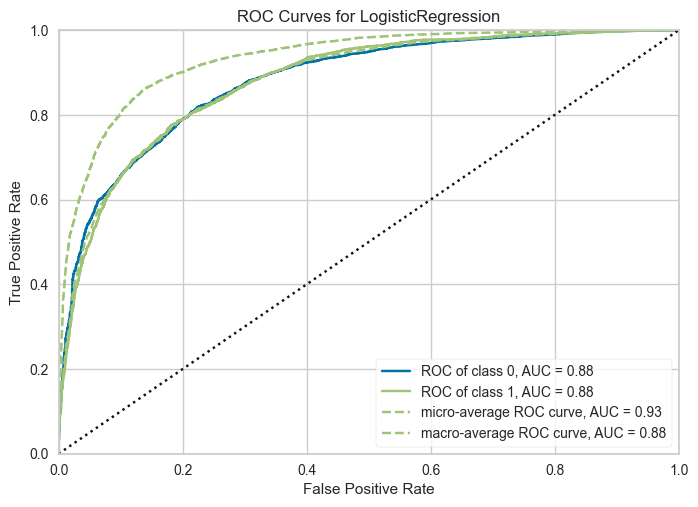 ROC Curves for LogisticRegression
1.0
0.8
0.6
0.4
0.2
0.0
True Positive Rate
ROC of class 0, AUC = 0.88
ROC of class 1, AUC = 0.88
micro-average ROC curve, AUC = 0.93
macro-average ROC curve, AUC = 0.88
0.0 0.2 0.4 0.6 0.8 1.0
False Positive Rate